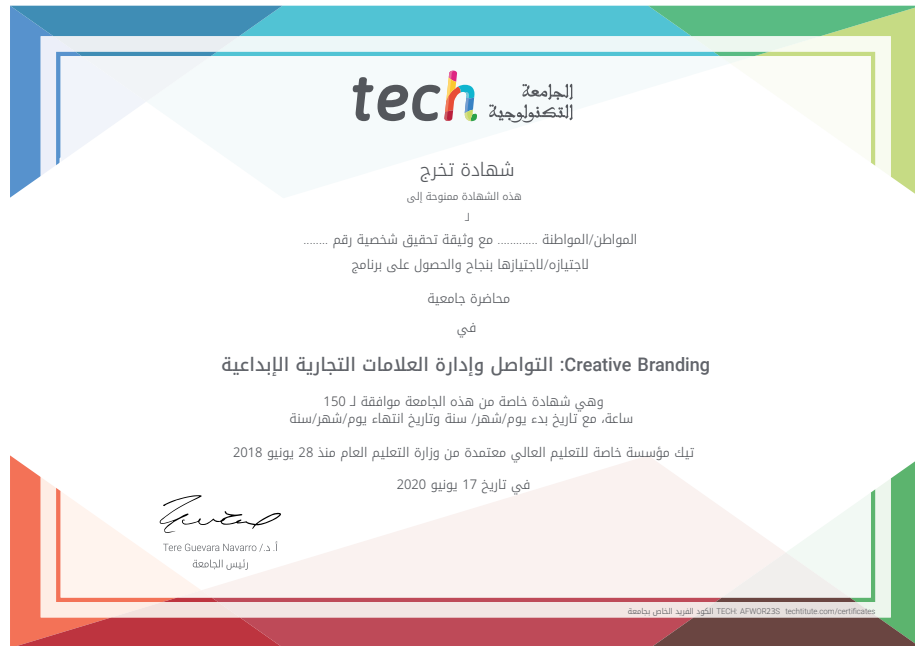 tech الجامعة
التكنولوجية
شهادة تخرج
هذه الشهادة ممنوحة إلى
لـ
المواطن/المواطنة ............ مع وثيقة تحقيق شخصية رقم ........
لاجتيازه/لاجتيازها بنجاح والحصول على برنامج
محاضرة جامعية
في
Creative Branding: التواصل وإدارة العلامات التجارية الإبداعية
وهي شهادة خاصة من هذه الجامعة موافقة لـ 150
ساعة، مع تاريخ بدء يوم/شهر/ سنة وتاريخ انتهاء يوم/شهر/سنة
تيك مؤسسة خاصة للتعليم العالي معتمدة من وزارة التعليم العام منذ 28 يونيو 2018
في تاريخ 17 يونيو 2020
أ.د./ Tere Guevara Navarro
رئيس الجامعة
الكود الفريد الخاص بجامعة TECH: AFWOR23S techtitute.com/certificates